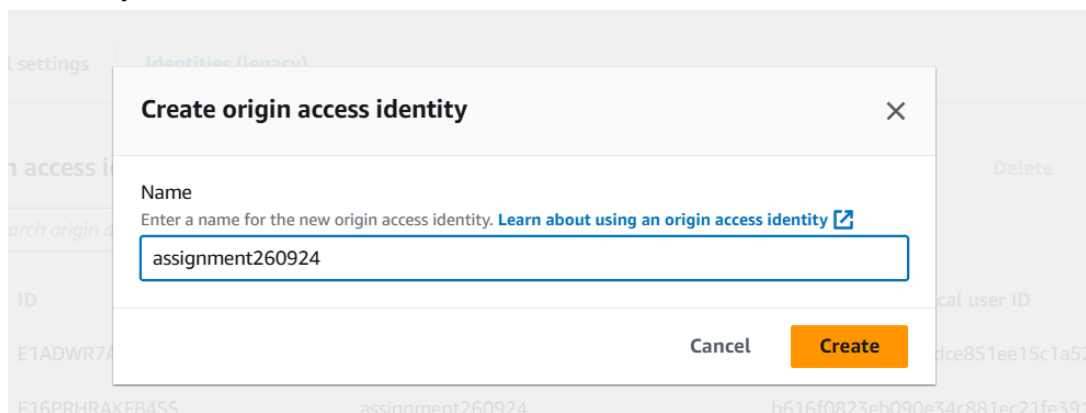 l settings Identities (legacy)
Create origin access identity
n access i Delete
Name
Enter a name for the new origin access identity. Learn about using an origin access identity
arch origin a
assignment260924
ID cal user ID
Cancel Create
E1ADWR7A dce851ee15c1a52
E16PRHRAKFB4SS assignment260924 b616f0823eb090e34c881ec21fe391